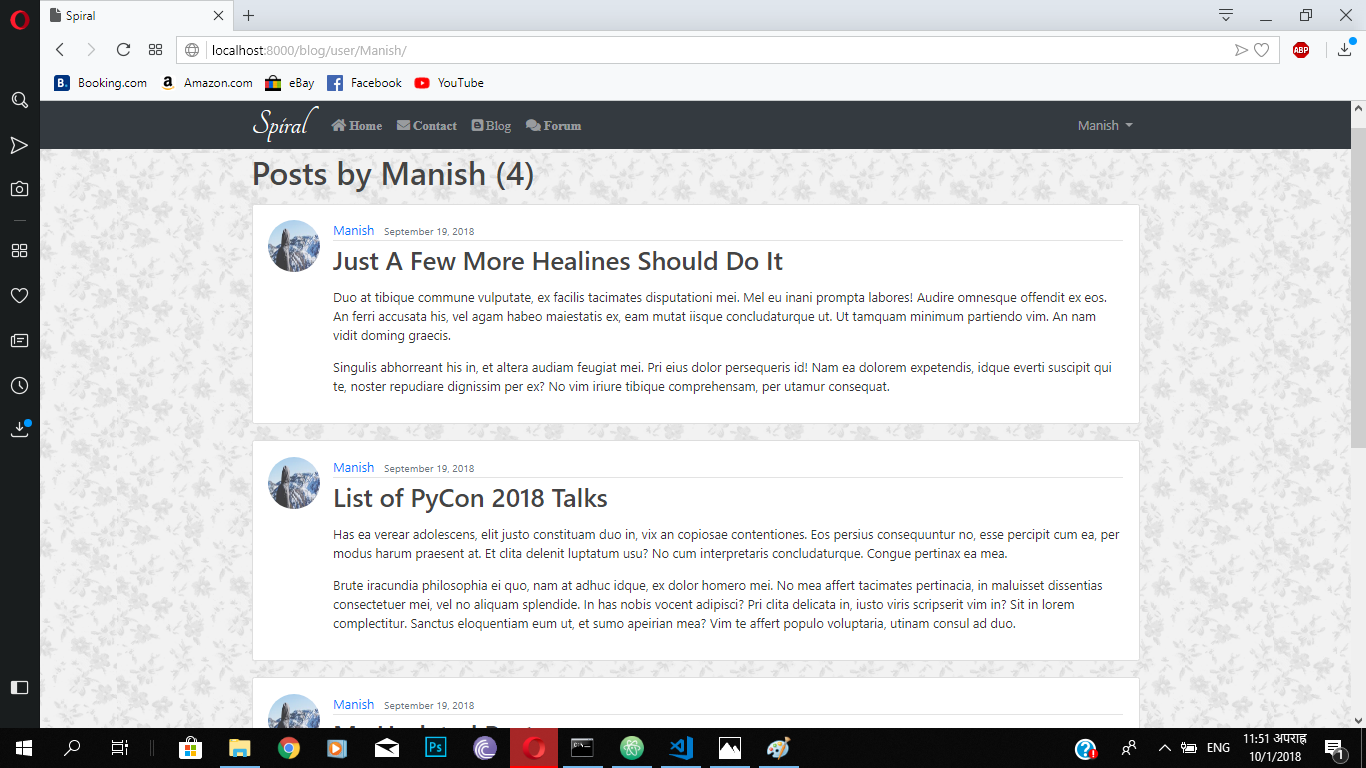 Spiral
localhost:8000/blog/user/Manish/
ABP
B. Booking.com a Amazon.com eBay Facebook YouTube
Spiral Home Contact Blog Forum Manish
Posts by Manish (4)
Manish September 19, 2018
Just A Few More Healines Should Do It
Duo at tibique commune vulputate, ex facilis tacimates disputationi mei. Mel eu inani prompta labores! Audire omnesque offendit ex eos.
An ferri accusata his, vel agam habeo maiestatis ex, eam mutat iisque concludaturque ut. Ut tamquam minimum partiendo vim. An nam
vidit doming graecis.
Singulis abhorreant his in, et altera audiam feugiat mei. Pri eius dolor persequeris id! Nam ea dolorem expetendis, idque everti suscipit qui
te, noster repudiare dignissim per ex? No vim iriure tibique comprehensam, per utamur consequat.
Manish September 19, 2018
List of PyCon 2018 Talks
Has ea verear adolescens, elit justo constituam duo in, vix an copiosae contentiones. Eos persius consequuntur no, esse percipit cum ea, per
modus harum praesent at. Et clita delenit luptatum usu? No cum interpretaris concludaturque. Congue pertinax ea mea.
Brute iracundia philosophia ei quo, nam at adhuc idque, ex dolor homero mei. No mea affert tacimates pertinacia, in maluisset dissentias
consectetuer mei, vel no aliquam splendide. In has nobis vocent adipisci? Pri clita delicata in, iusto viris scripserit vim in? Sit in lorem
complectitur. Sanctus eloquentiam eum ut, et sumo apeirian mea? Vim te affert populo voluptaria, utinam consul ad duo.
Manish September 19, 2018
Ps
ENG
11:51 अपराह्न
10/1/2018
1